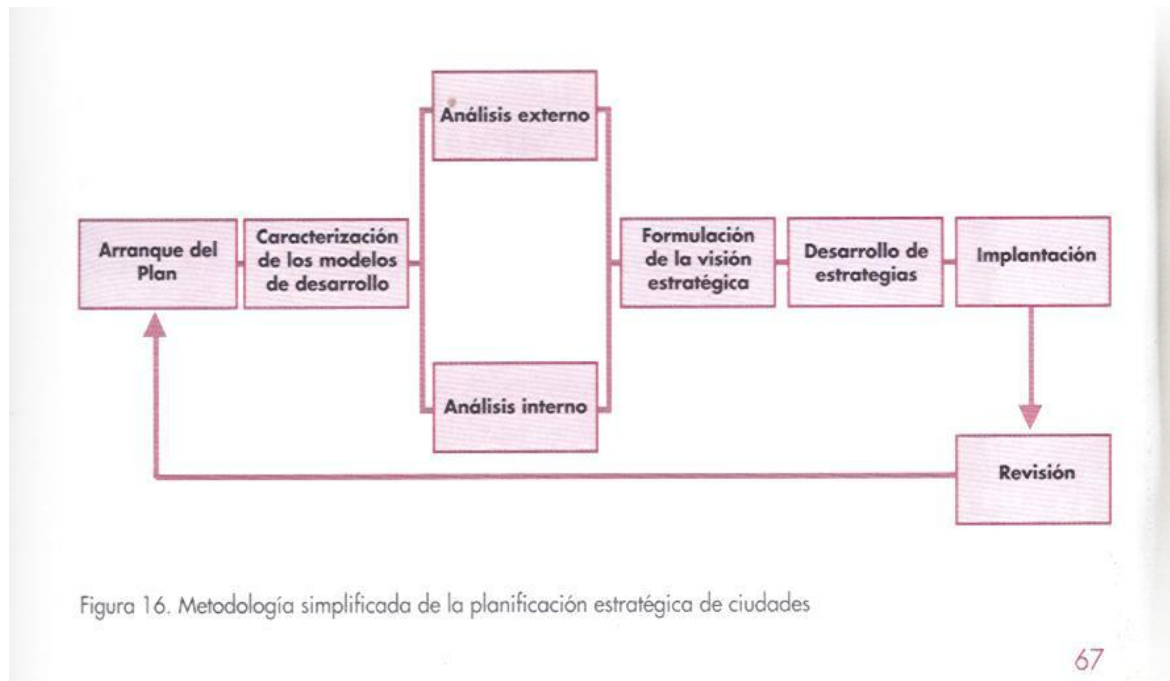 Análisis externo
Arranque del
Plan
Caracterización
de los modelos
de desarrollo
Formulación
de la visión
estratégica
Desarrollo de
estrategias
Implantación
Análisis interno
Revisión
Figura 16. Metodología simplificada de la planificación estratégica de ciudades
67